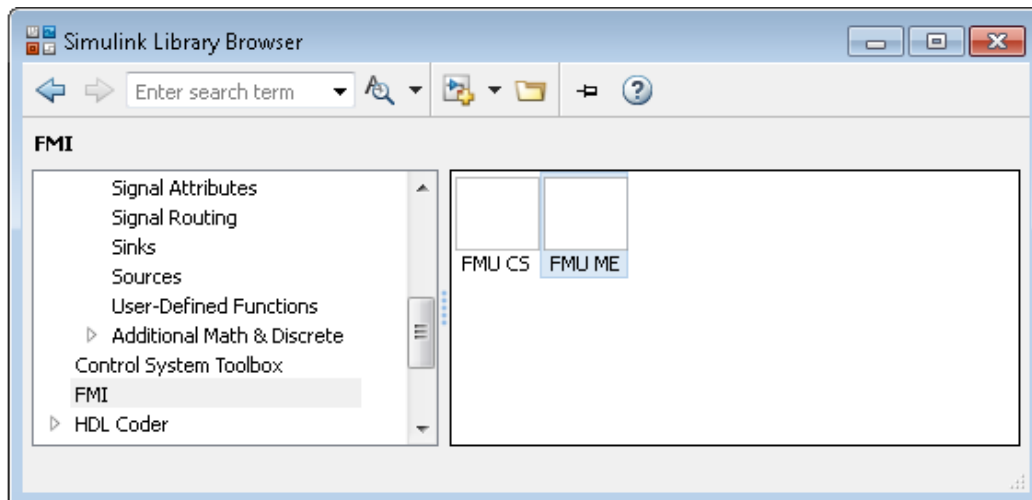 Simulink Library Browser
Enter search term
FMI
Signal Attributes
Signal Routing
Sinks
Sources
User-Defined Functions
Additional Math & Discrete
Control System Toolbox
FMI
HDL Coder
FMU CS FMU ME